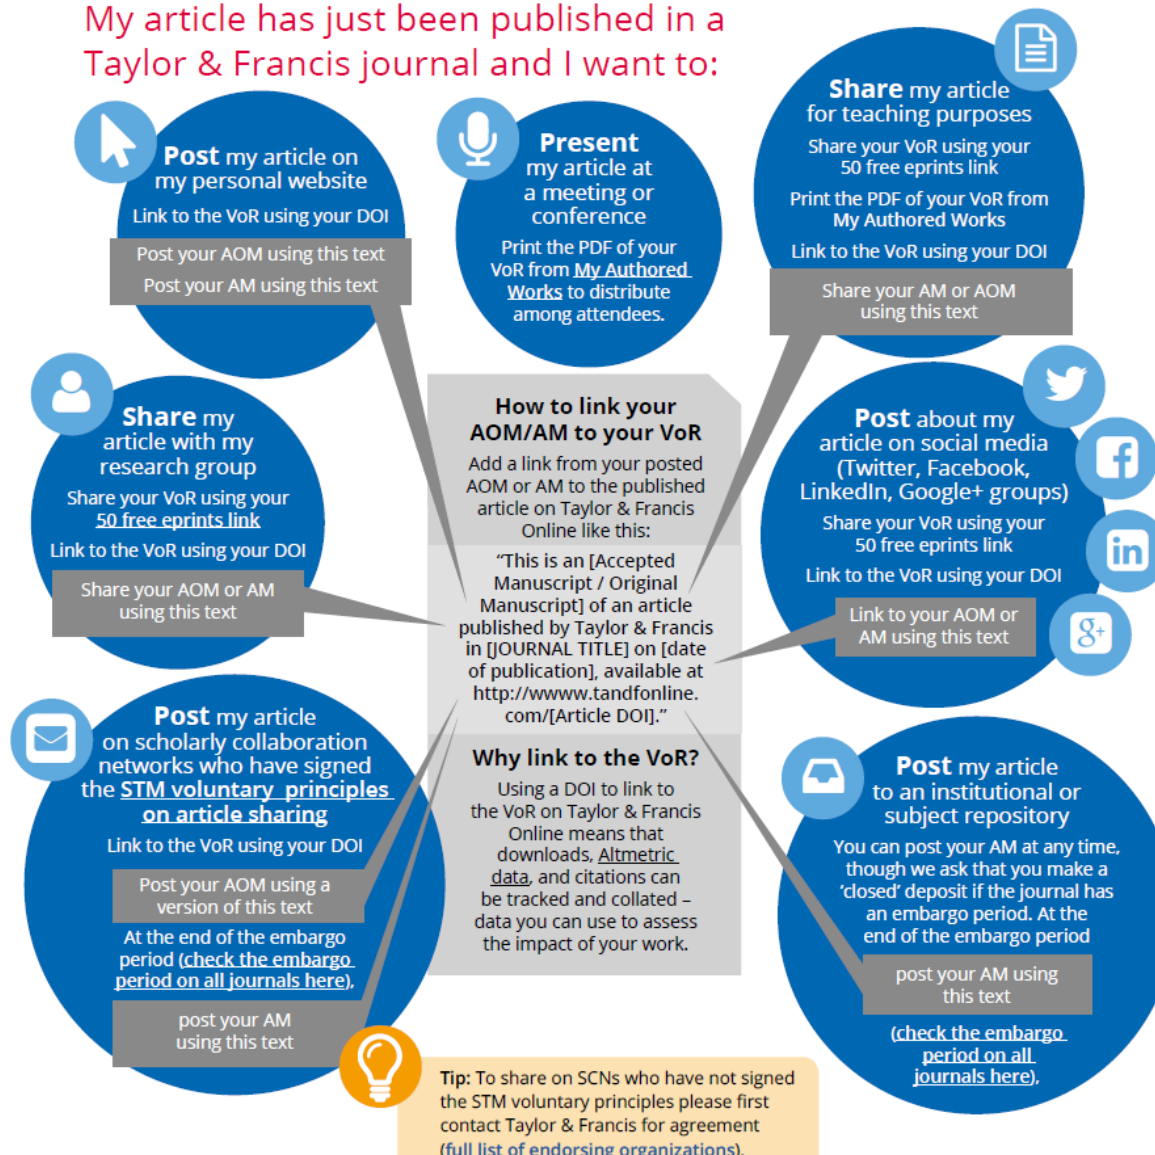 My article has just been published in a
Taylor & Francis journal and I want to:
Post my article on
my personal website
Link to the VoR using your DOI
Post your AOM using this text
Post your AM using this text
Present
my article at
a meeting or
conference
Print the PDF of your
VoR from My Authored
Works to distribute
among attendees.
Share my article
for teaching purposes
Share your VoR using your
50 free eprints link
Print the PDF of your VoR from
My Authored Works
Link to the VoR using your DOI
Share your AM or AOM
using this text
Share my
article with my
research group
Share your VoR using your
50 free eprints link
Link to the VoR using your DOI
Share your AOM or AM
using this text
How to link your
AOM/AM to your VoR
Add a link from your posted
AOM or AM to the published
article on Taylor & Francis
Online like this:
“This is an [Accepted
Manuscript / Original
Manuscript] of an article
published by Taylor & Francis
in [JOURNAL TITLE] on [date
of publication], available at
http://wwww.tandfonline.
com/[Article DOI].”
Why link to the VoR?
Using a DOI to link to
the VoR on Taylor & Francis
Online means that
downloads, Altmetric
data, and citations can
be tracked and collated –
data you can use to assess
the impact of your work.
Post about my
article on social media
(Twitter, Facebook,
LinkedIn, Google+ groups)
Share your VoR using your
50 free eprints link
Link to the VoR using your DOI
Link to your AOM or
AM using this text
f
in
g+
Post my article
on scholarly collaboration
networks who have signed
the STM voluntary principles
on article sharing
Link to the VoR using your DOI
Post your AOM using a
version of this text
At the end of the embargo
period (check the embargo
period on all journals here),
post your AM
using this text
Post my article
to an institutional or
subject repository
You can post your AM at any time,
though we ask that you make a
‘closed’ deposit if the journal has
an embargo period. At the
end of the embargo period
post your AM using
this text
(check the embargo
period on all
journals here),
Tip: To share on SCNs who have not signed
the STM voluntary principles please first
contact Taylor & Francis for agreement
(full list of endorsing organizations).